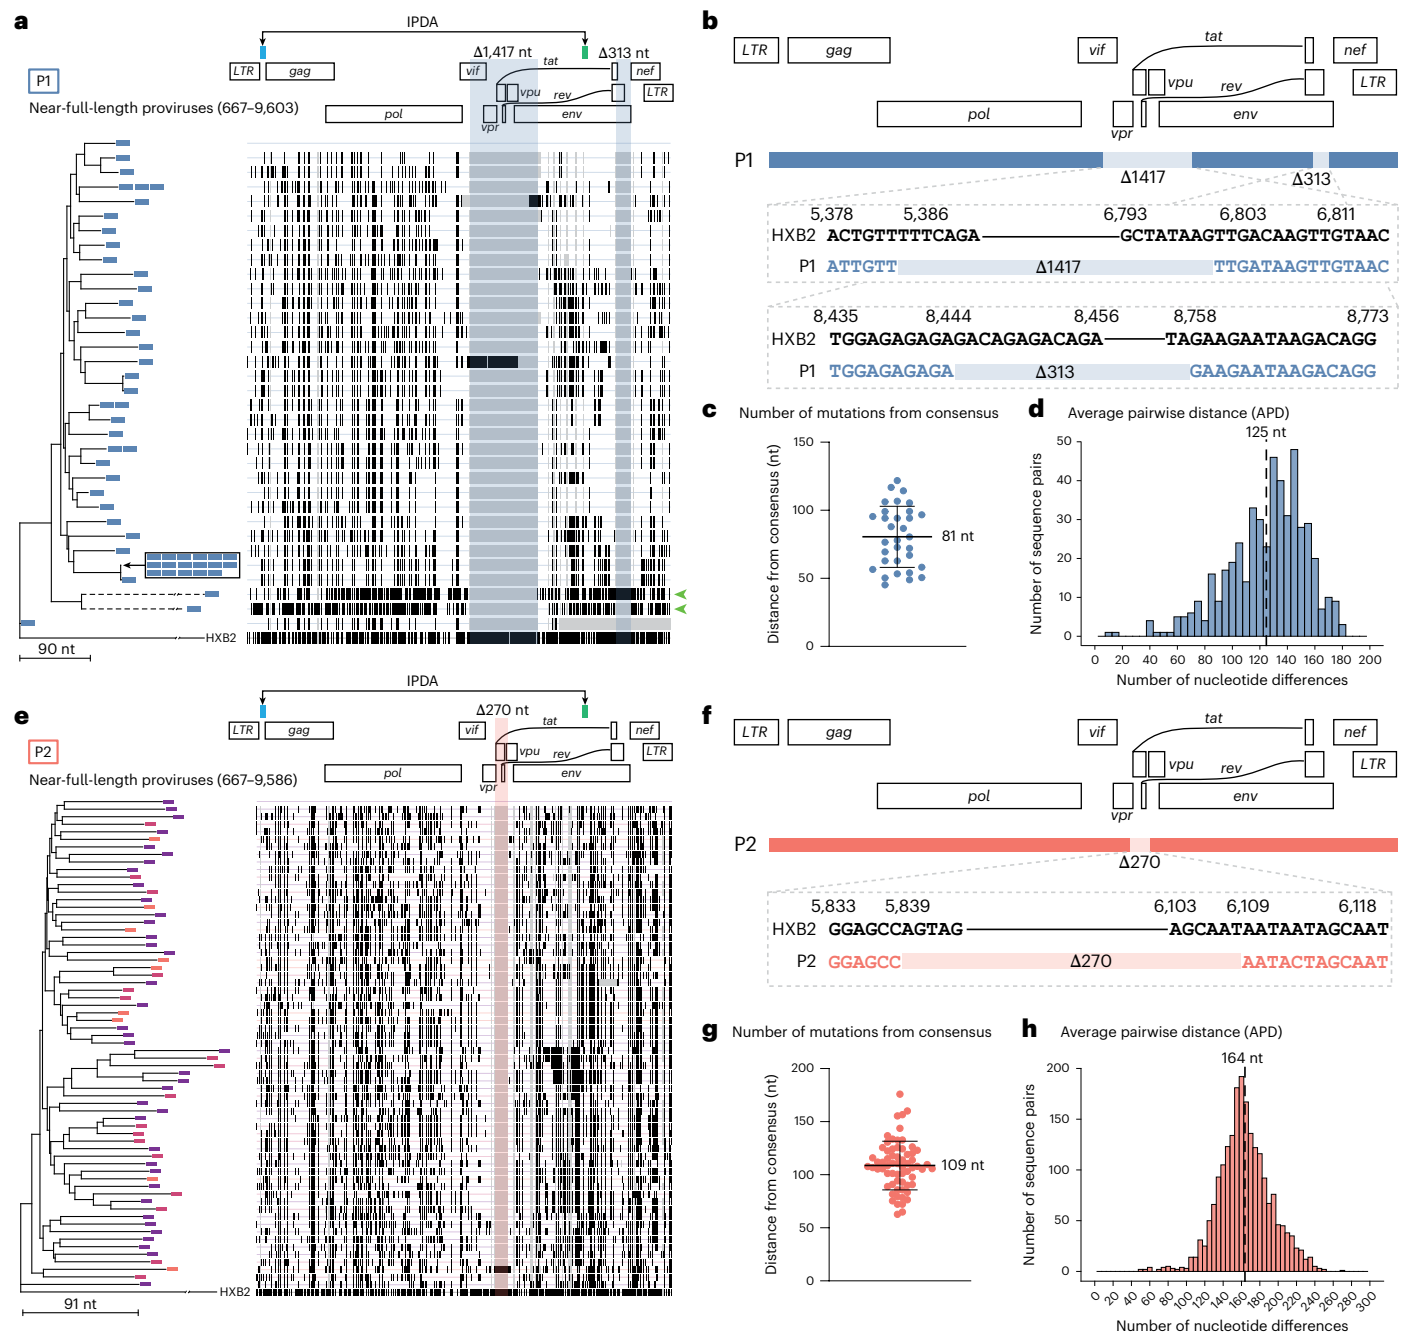 a
IPDA
Δ1,417 nt
Δ313 nt
P1
LTR
gag
vif
tat
nef
vpu
rev
LTR
Near-full-length proviruses (667–9,603)
pol
vpr
env
HXB2
90 nt
b
LTR
gag
vif
tat
nef
vpu
rev
LTR
pol
vpr
env
P1
Δ1417
Δ313
5,378 5,386 6,793 6,803 6,811
HXB2 ACTGTTTTTCAGA GCTATAAGTTGACAAGTTGTAAC
P1 ATTGTT Δ1417 TTGATAAGTTGTAAC
8,435 8,444 8,456 8,758 8,773
HXB2 TGGAGAGAGAGACAGAGACAGA TAGAAGAATAAGACAGG
P1 TGGAGAGAGA Δ313 GAAGAATAAGACAGG
c Number of mutations from consensus
Distance from consensus (nt)
150
100
50
0
81 nt
d Average pairwise distance (APD)
125 nt
Number of sequence pairs
50
40
30
20
10
0
0 20 40 60 80 100 120 140 160 180 200
Number of nucleotide differences
e
IPDA
Δ270 nt
P2
LTR
gag
vif
tat
nef
vpu
rev
LTR
Near-full-length proviruses (667–9,586)
pol
vpr
env
HXB2
91 nt
f
LTR
gag
vif
tat
nef
vpu
rev
LTR
pol
vpr
env
P2
Δ270
5,833 5,839 6,103 6,109 6,118
HXB2 GGAGCCAGTAG AGCAATAATAATAGCAAT
P2 GGAGCC Δ270 AATACTAGCAAT
g Number of mutations from consensus
Distance from consensus (nt)
200
150
100
50
0
109 nt
h Average pairwise distance (APD)
164 nt
Number of sequence pairs
200
150
100
50
0
0 20 40 60 80 100 120 140 160 180 200 220 240 260 280 300
Number of nucleotide differences